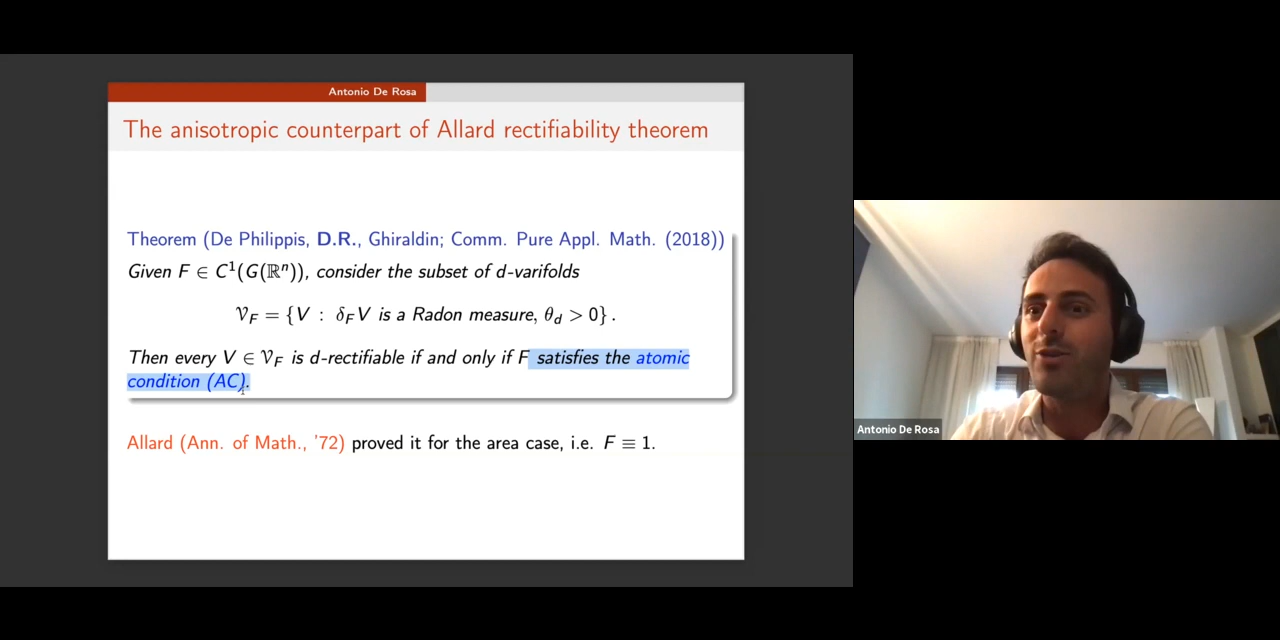 Antonio De Rosa
The anisotropic counterpart of Allard rectifiability theorem
Theorem (De Philippis, D.R., Ghiraldin; Comm. Pure Appl. Math. (2018))
Given F ∈ C¹(G(ℝⁿ)), consider the subset of d-varifolds
𝒱_F = {V : δ_F V is a Radon measure, θ_d > 0} .
Then every V ∈ 𝒱_F is d-rectifiable if and only if F satisfies the atomic
condition (AC).
Allard (Ann. of Math., '72) proved it for the area case, i.e. F ≡ 1.
Antonio De Rosa